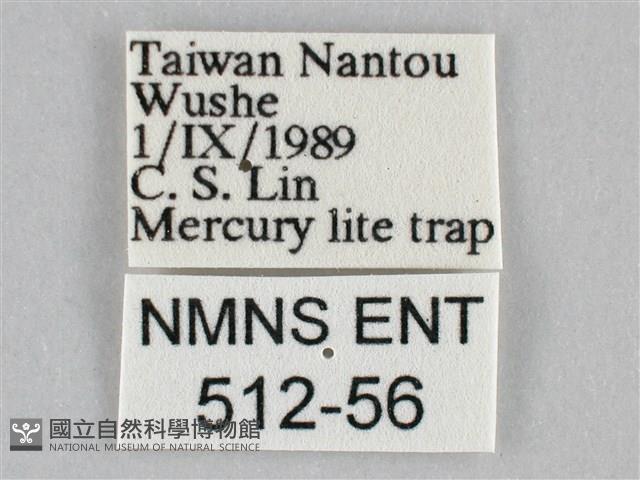 Taiwan Nantou
Wushe
1/IX/1989
C. S. Lin
Mercury lite trap
NMNS ENT
512-56
國立自然科學博物館
NATIONAL MUSEUM OF NATURAL SCIENCE